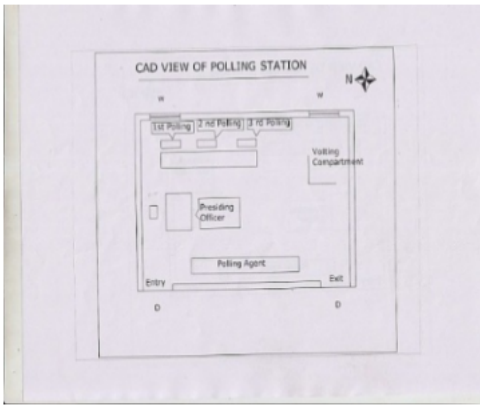 CAD VIEW OF POLLING STATION
N
W
W
1st Polling
2 nd Polling
3 rd Polling
Voiting
Compartment
Presiding
Officer
Polling Agent
Entry
Exit
D
D